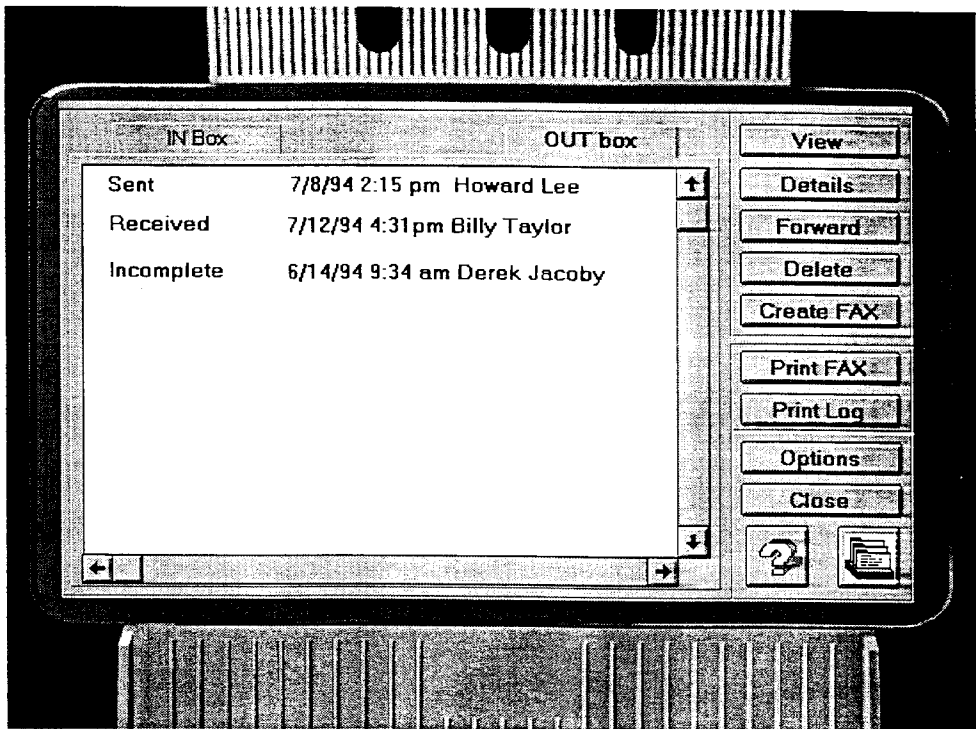 IN Box OUT box
Sent 7/8/94 2:15 pm Howard Lee
Received 7/12/94 4:31pm Billy Taylor
Incomplete 6/14/94 9:34 am Derek Jacoby
View
Details
Forward
Delete
Create FAX
Print FAX
Print Log
Options
Close